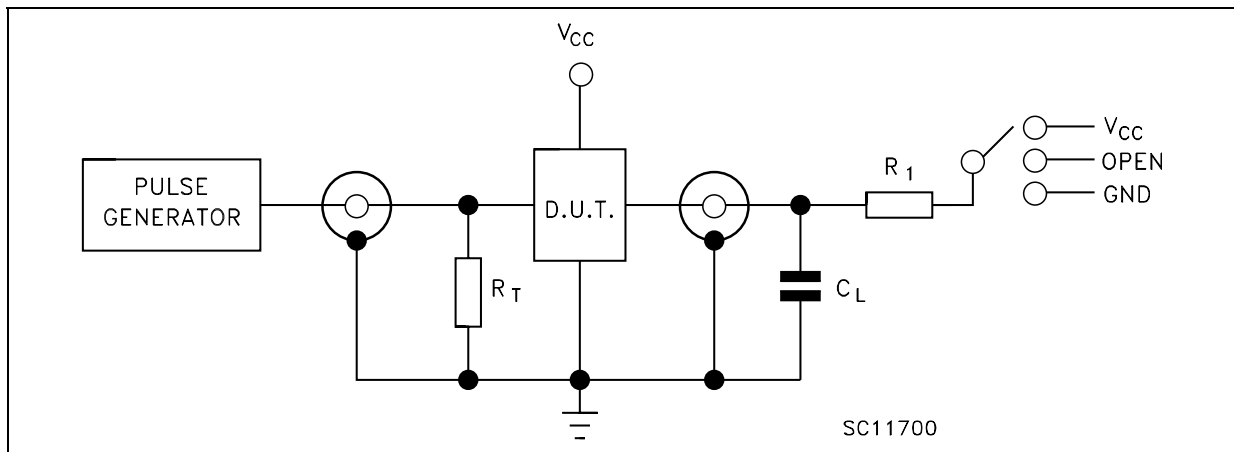 VCC
PULSE
GENERATOR
D.U.T.
RT
R1
CL
VCC
OPEN
GND
SC11700